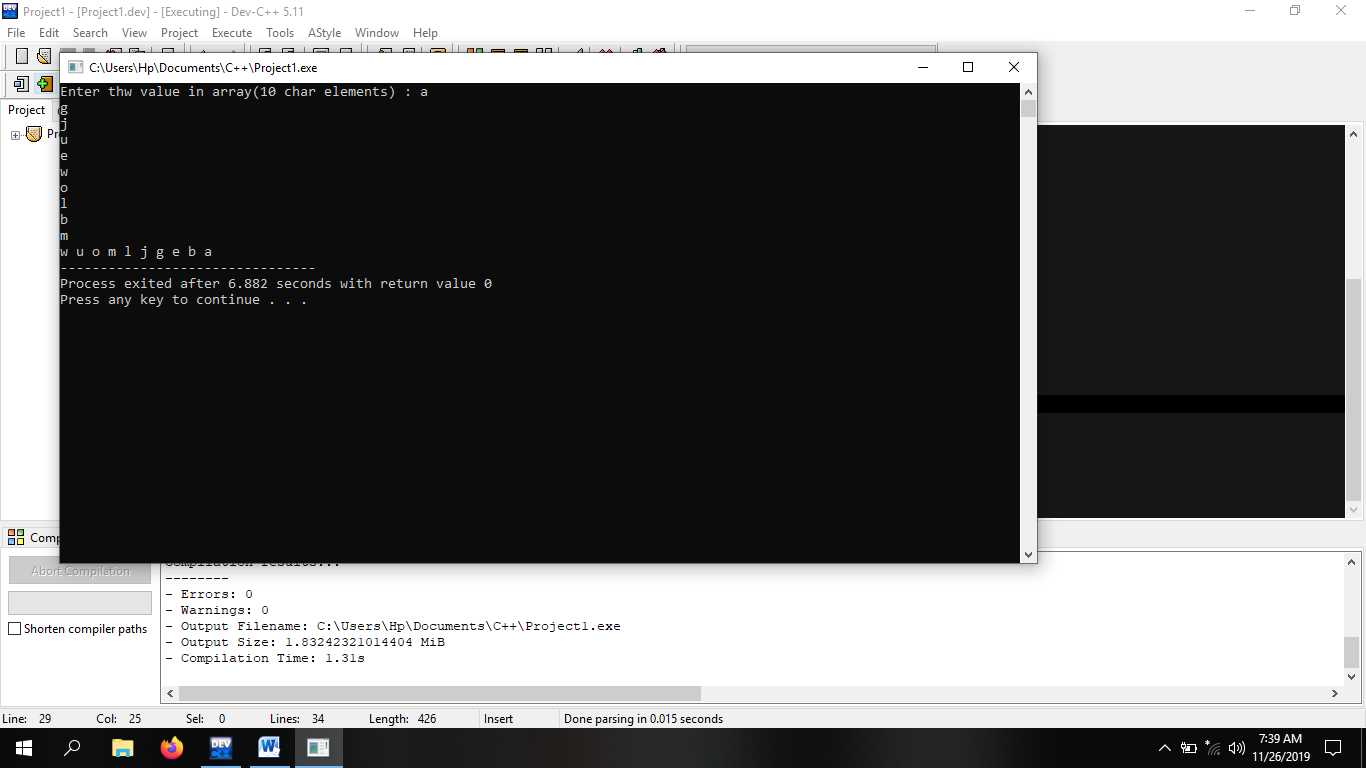 Project1 - [Project1.dev] - [Executing] - Dev-C++ 5.11
File Edit Search View Project Execute Tools AStyle Window Help
C:\Users\Hp\Documents\C++\Project1.exe
Project
Enter thw value in array(10 char elements) : a
g
j
u
e
w
o
l
b
m
w u o m l j g e b a
--------------------------------
Process exited after 6.882 seconds with return value 0
Press any key to continue . . .
Abort Compilation
Shorten compiler paths
Compilation results...
--------
- Errors: 0
- Warnings: 0
- Output Filename: C:\Users\Hp\Documents\C++\Project1.exe
- Output Size: 1.83242321014404 MiB
- Compilation Time: 1.31s
Line: 29 Col: 25 Sel: 0 Lines: 34 Length: 426 Insert Done parsing in 0.015 seconds
DEV C++
W
7:39 AM
11/26/2019